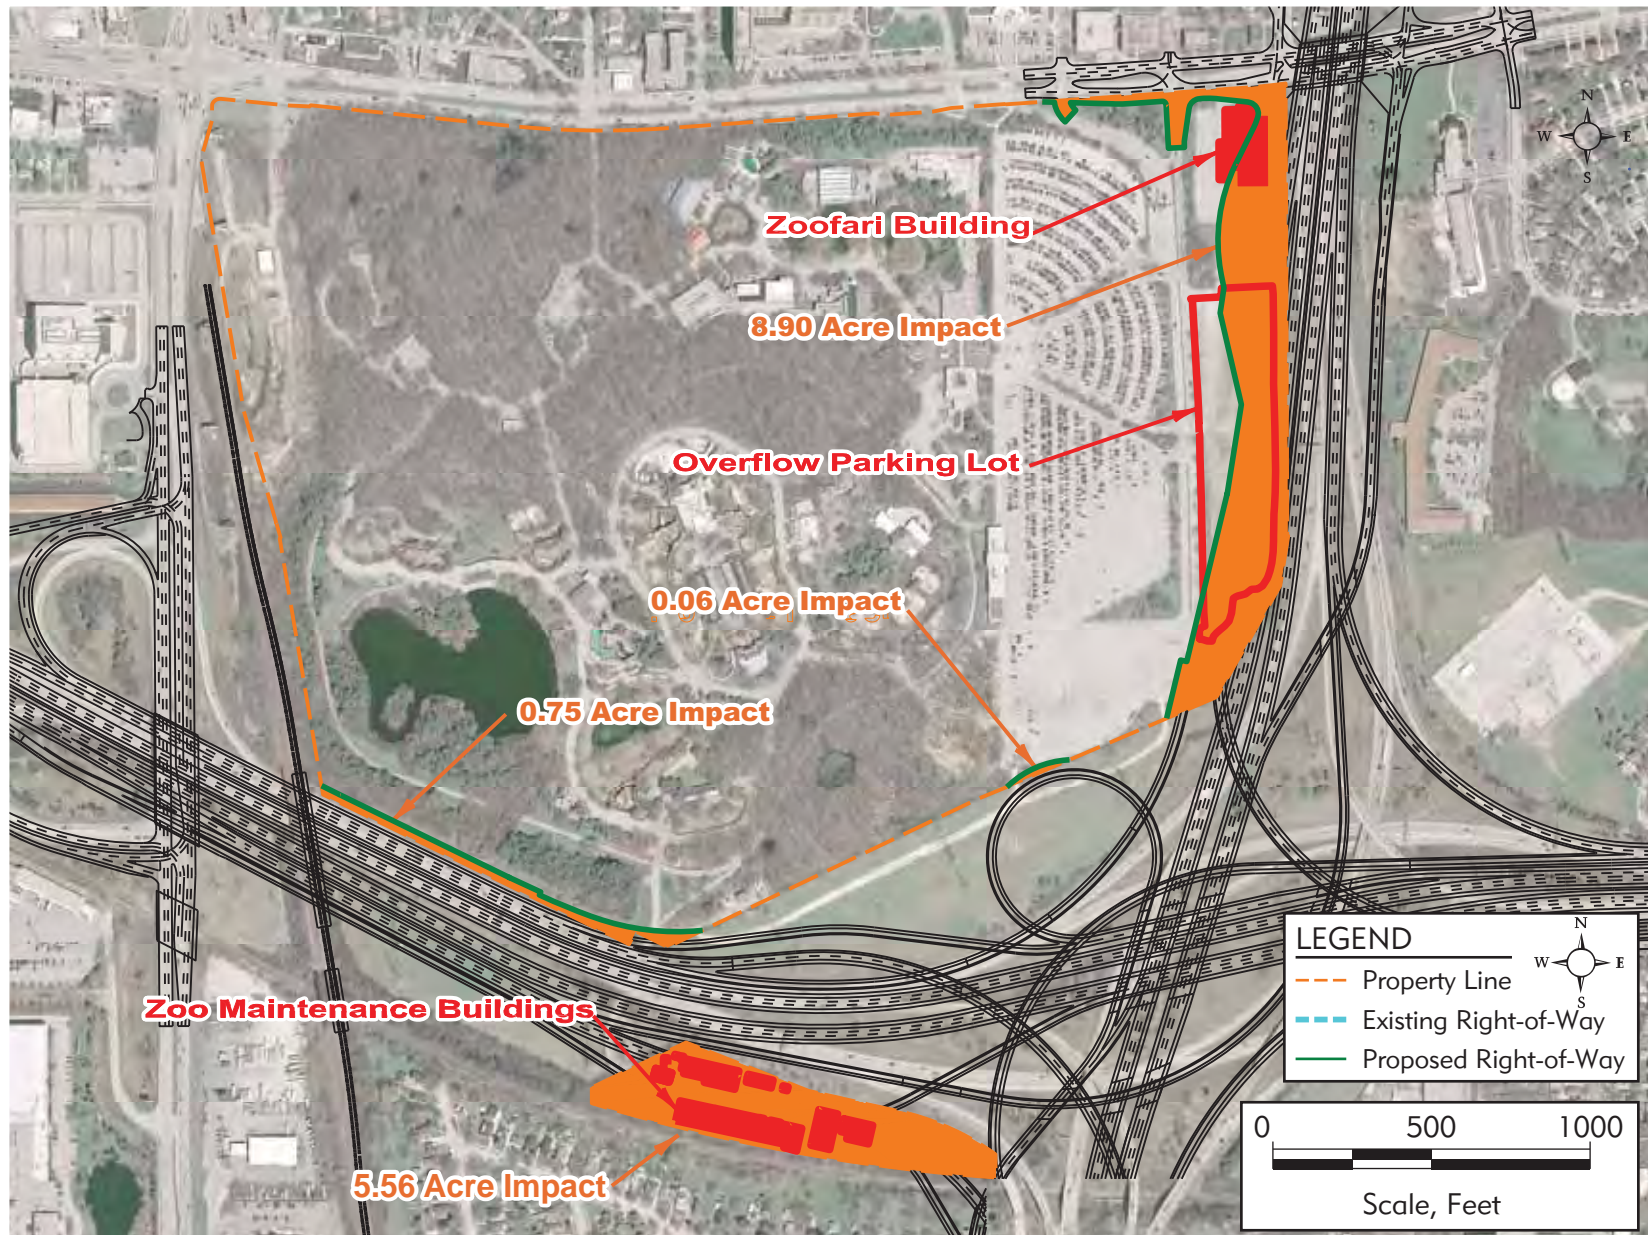 N
W E
S
Zoofari Building
8.90 Acre Impact
Overflow Parking Lot
0.06 Acre Impact
0.75 Acre Impact
Zoo Maintenance Buildings
5.56 Acre Impact
LEGEND
N
W E
S
Property Line
Existing Right-of-Way
Proposed Right-of-Way
0 500 1000
Scale, Feet